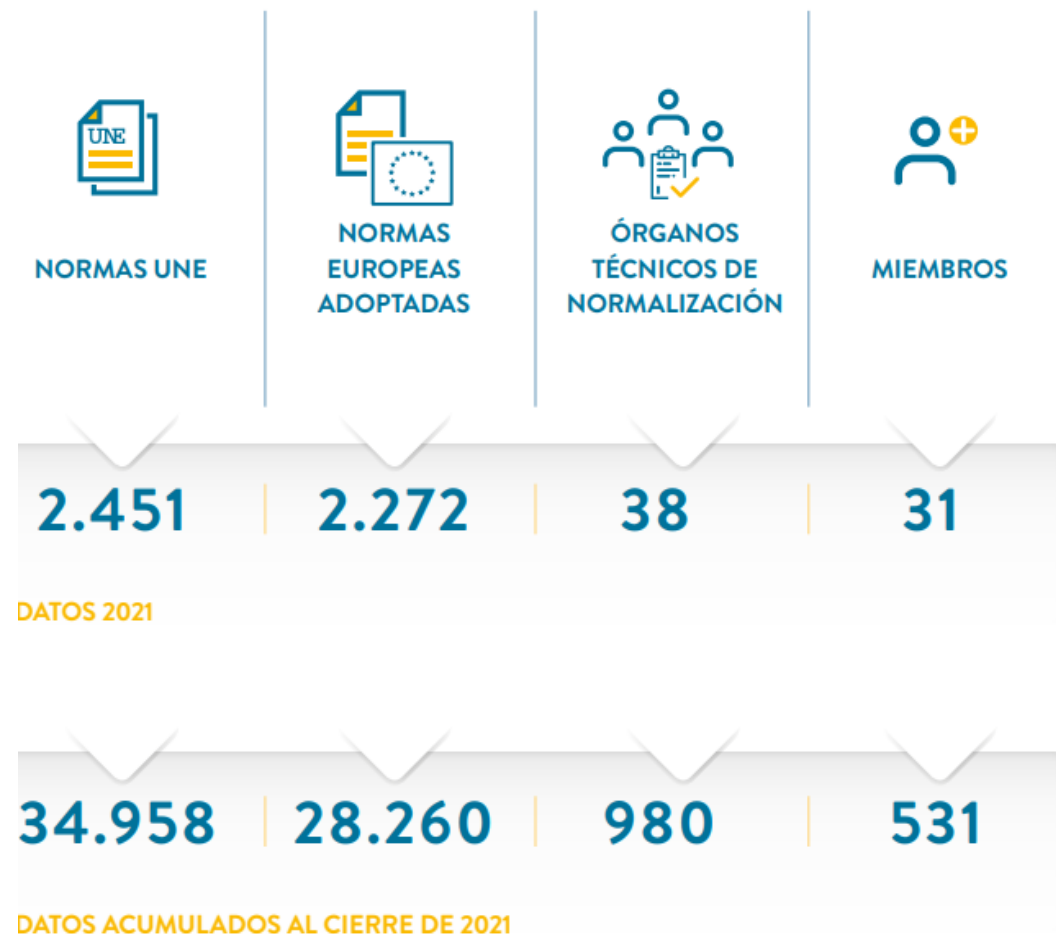 UNE
NORMAS UNE
NORMAS
EUROPEAS
ADOPTADAS
ÓRGANOS
TÉCNICOS DE
NORMALIZACIÓN
MIEMBROS
2.451
2.272
38
31
DATOS 2021
34.958
28.260
980
531
DATOS ACUMULADOS AL CIERRE DE 2021